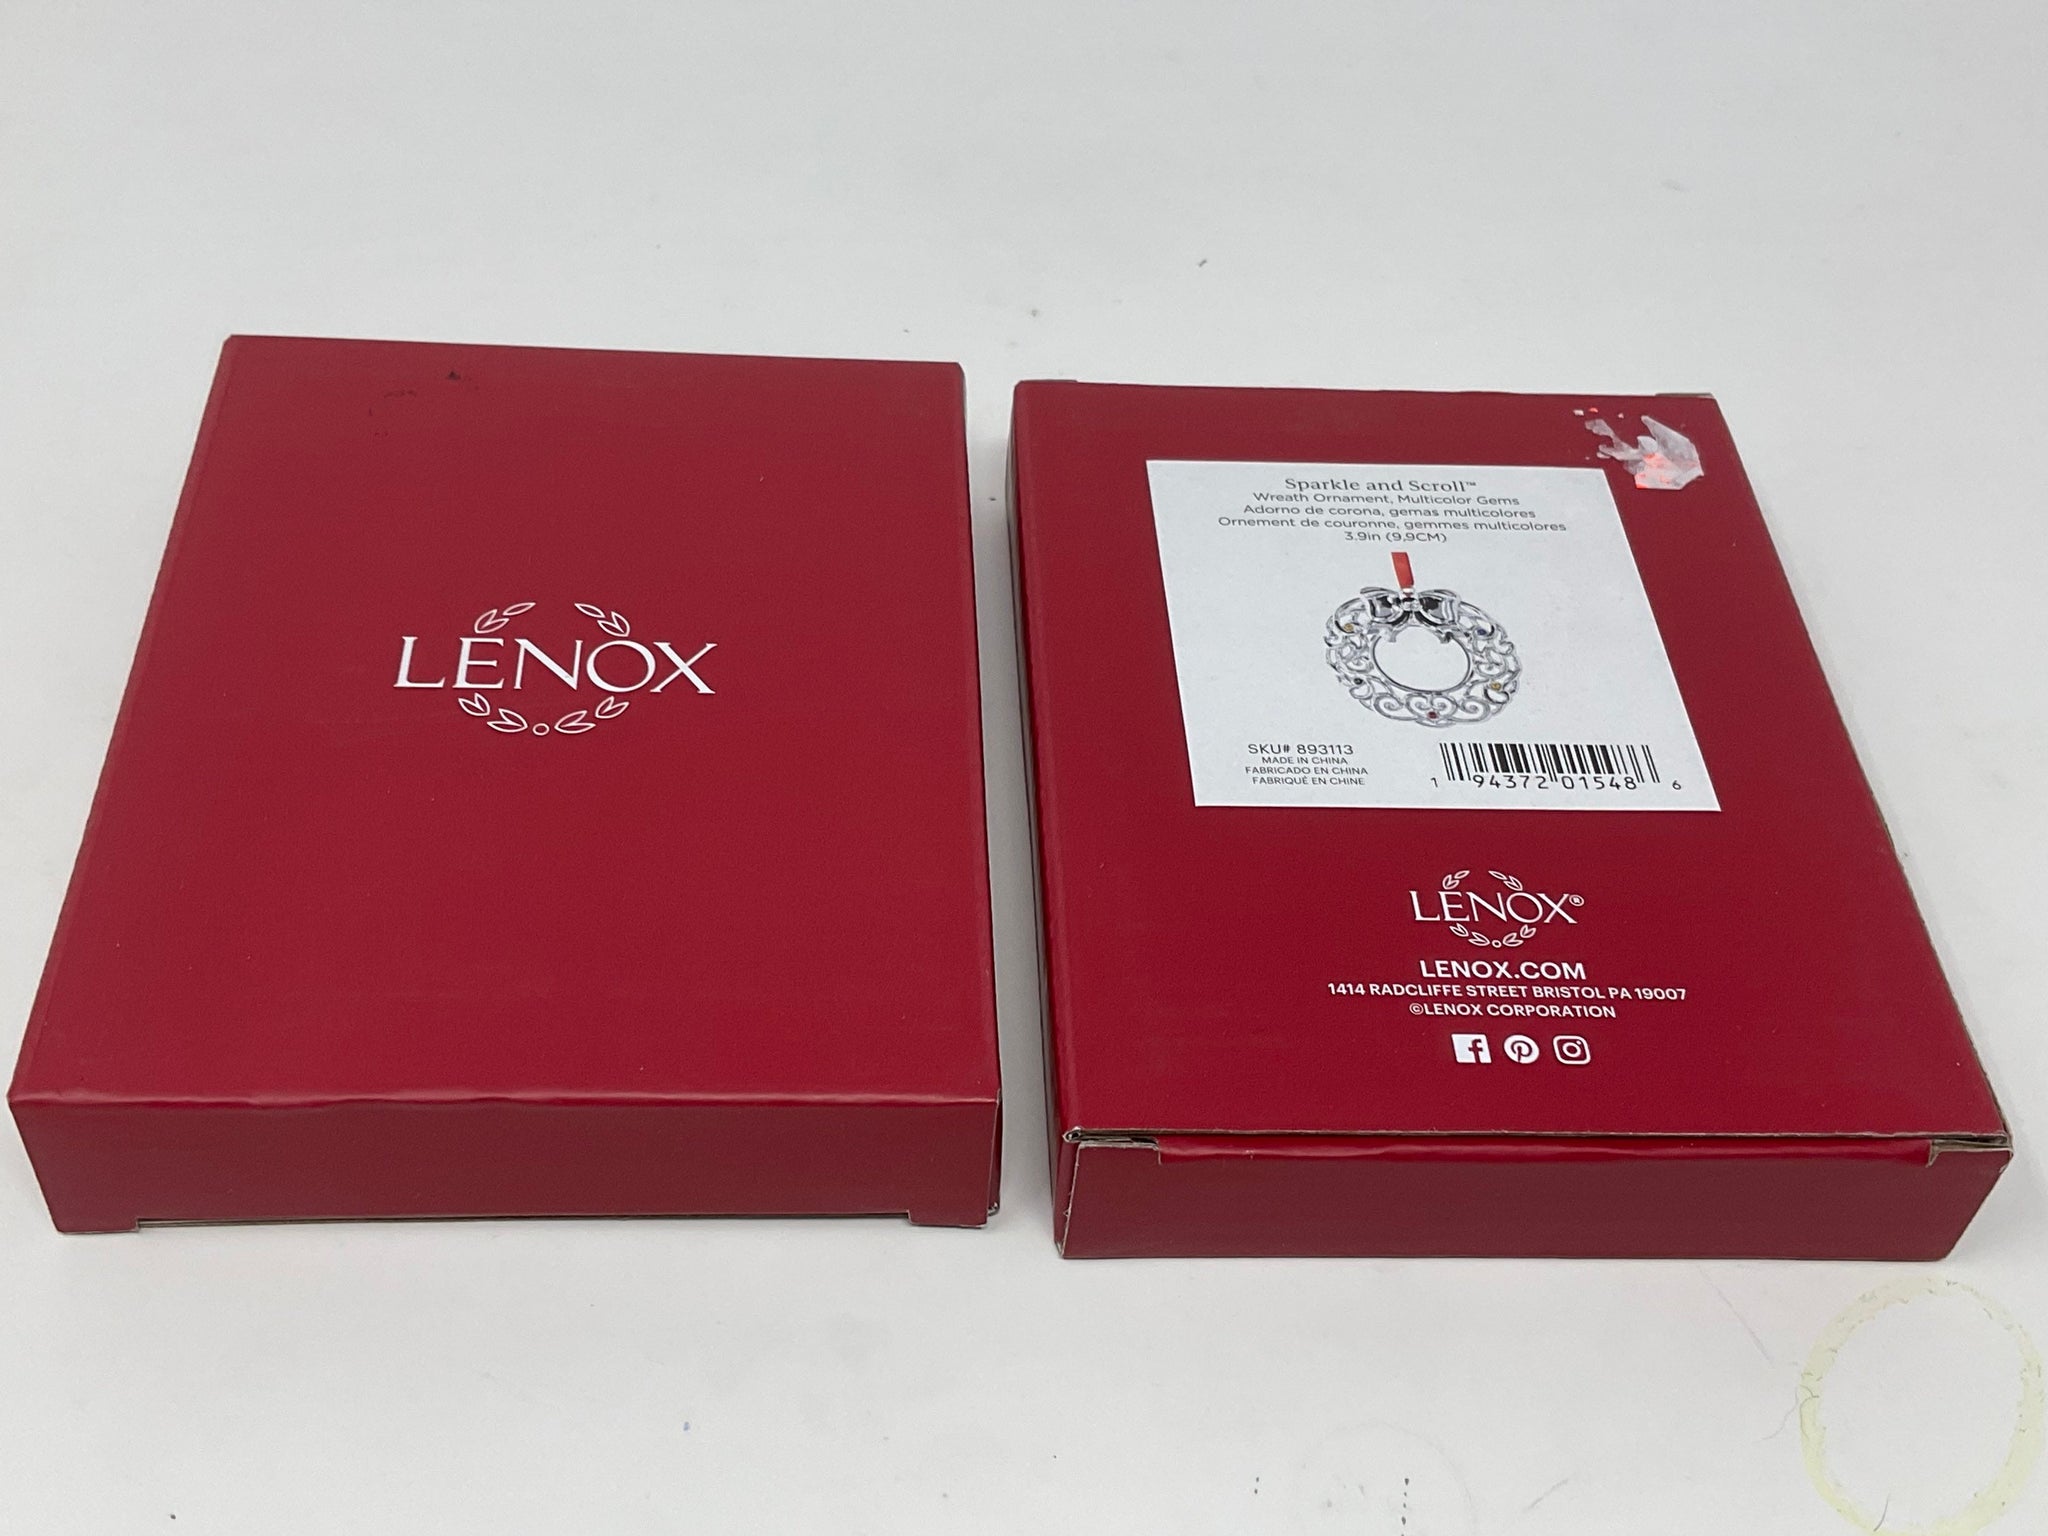 LENOX
Sparkle and Scroll™
Wreath Ornament, Multicolor Gems
Adorno de corona, gemas multicolores
Ornement de couronne, gemmes multicolores
3.9in (9,9CM)
SKU# 893113
MADE IN CHINA
FABRICADO EN CHINA
FABRIQUÉ EN CHINE
1 94372 01548 6
LENOX®
LENOX.COM
1414 RADCLIFFE STREET BRISTOL PA 19007
©LENOX CORPORATION